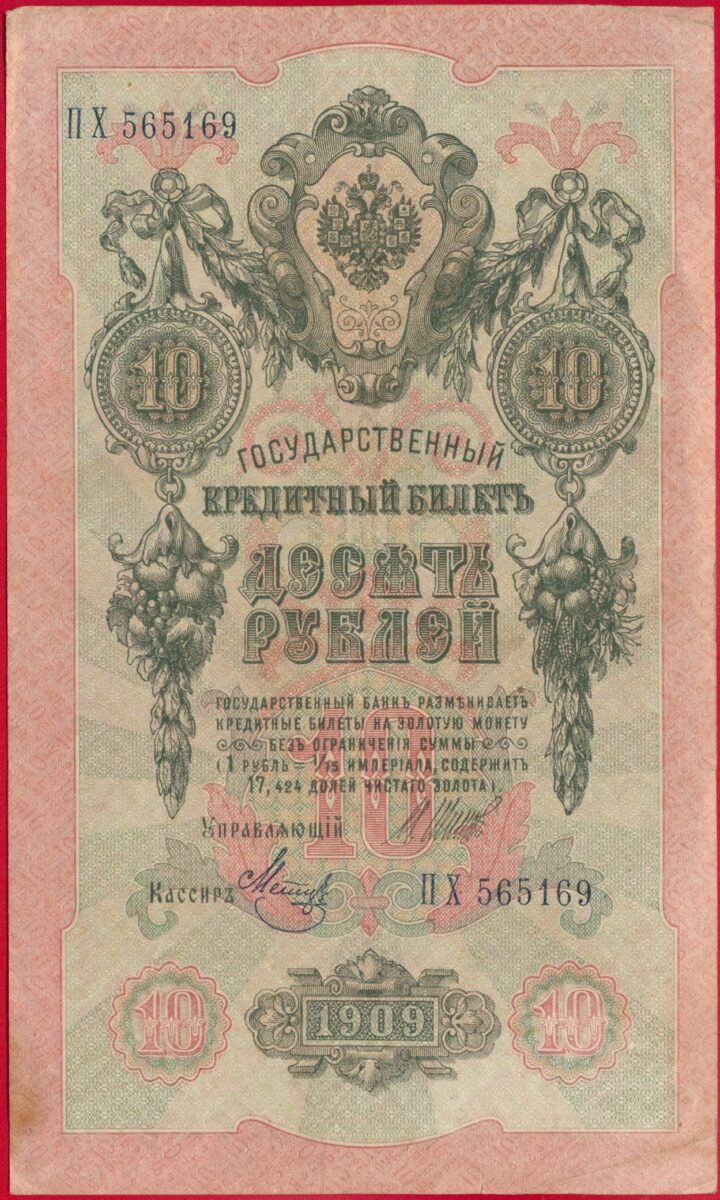 ПХ 565169
10
10
ГОСУДАРСТВЕННЫЙ
КРЕДИТНЫЙ БИЛЕТЪ
ДЕСЯТЬ
РУБЛЕЙ
ГОСУДАРСТВЕННЫЙ БАНКЪ РАЗМѢНИВАЕТЪ
КРЕДИТНЫЕ БИЛЕТЫ НА ЗОЛОТУЮ МОНЕТУ
БЕЗЪ ОГРАНИЧЕНІЯ СУММЫ
(1 РУБЛЬ = 1/15 ИМПЕРІАЛА, СОДЕРЖИТЪ
17,424 ДОЛЕЙ ЧИСТАГО ЗОЛОТА).
10
УПРАВЛЯЮЩІЙ
КАССИРЪ
ПХ 565169
10
1909
10